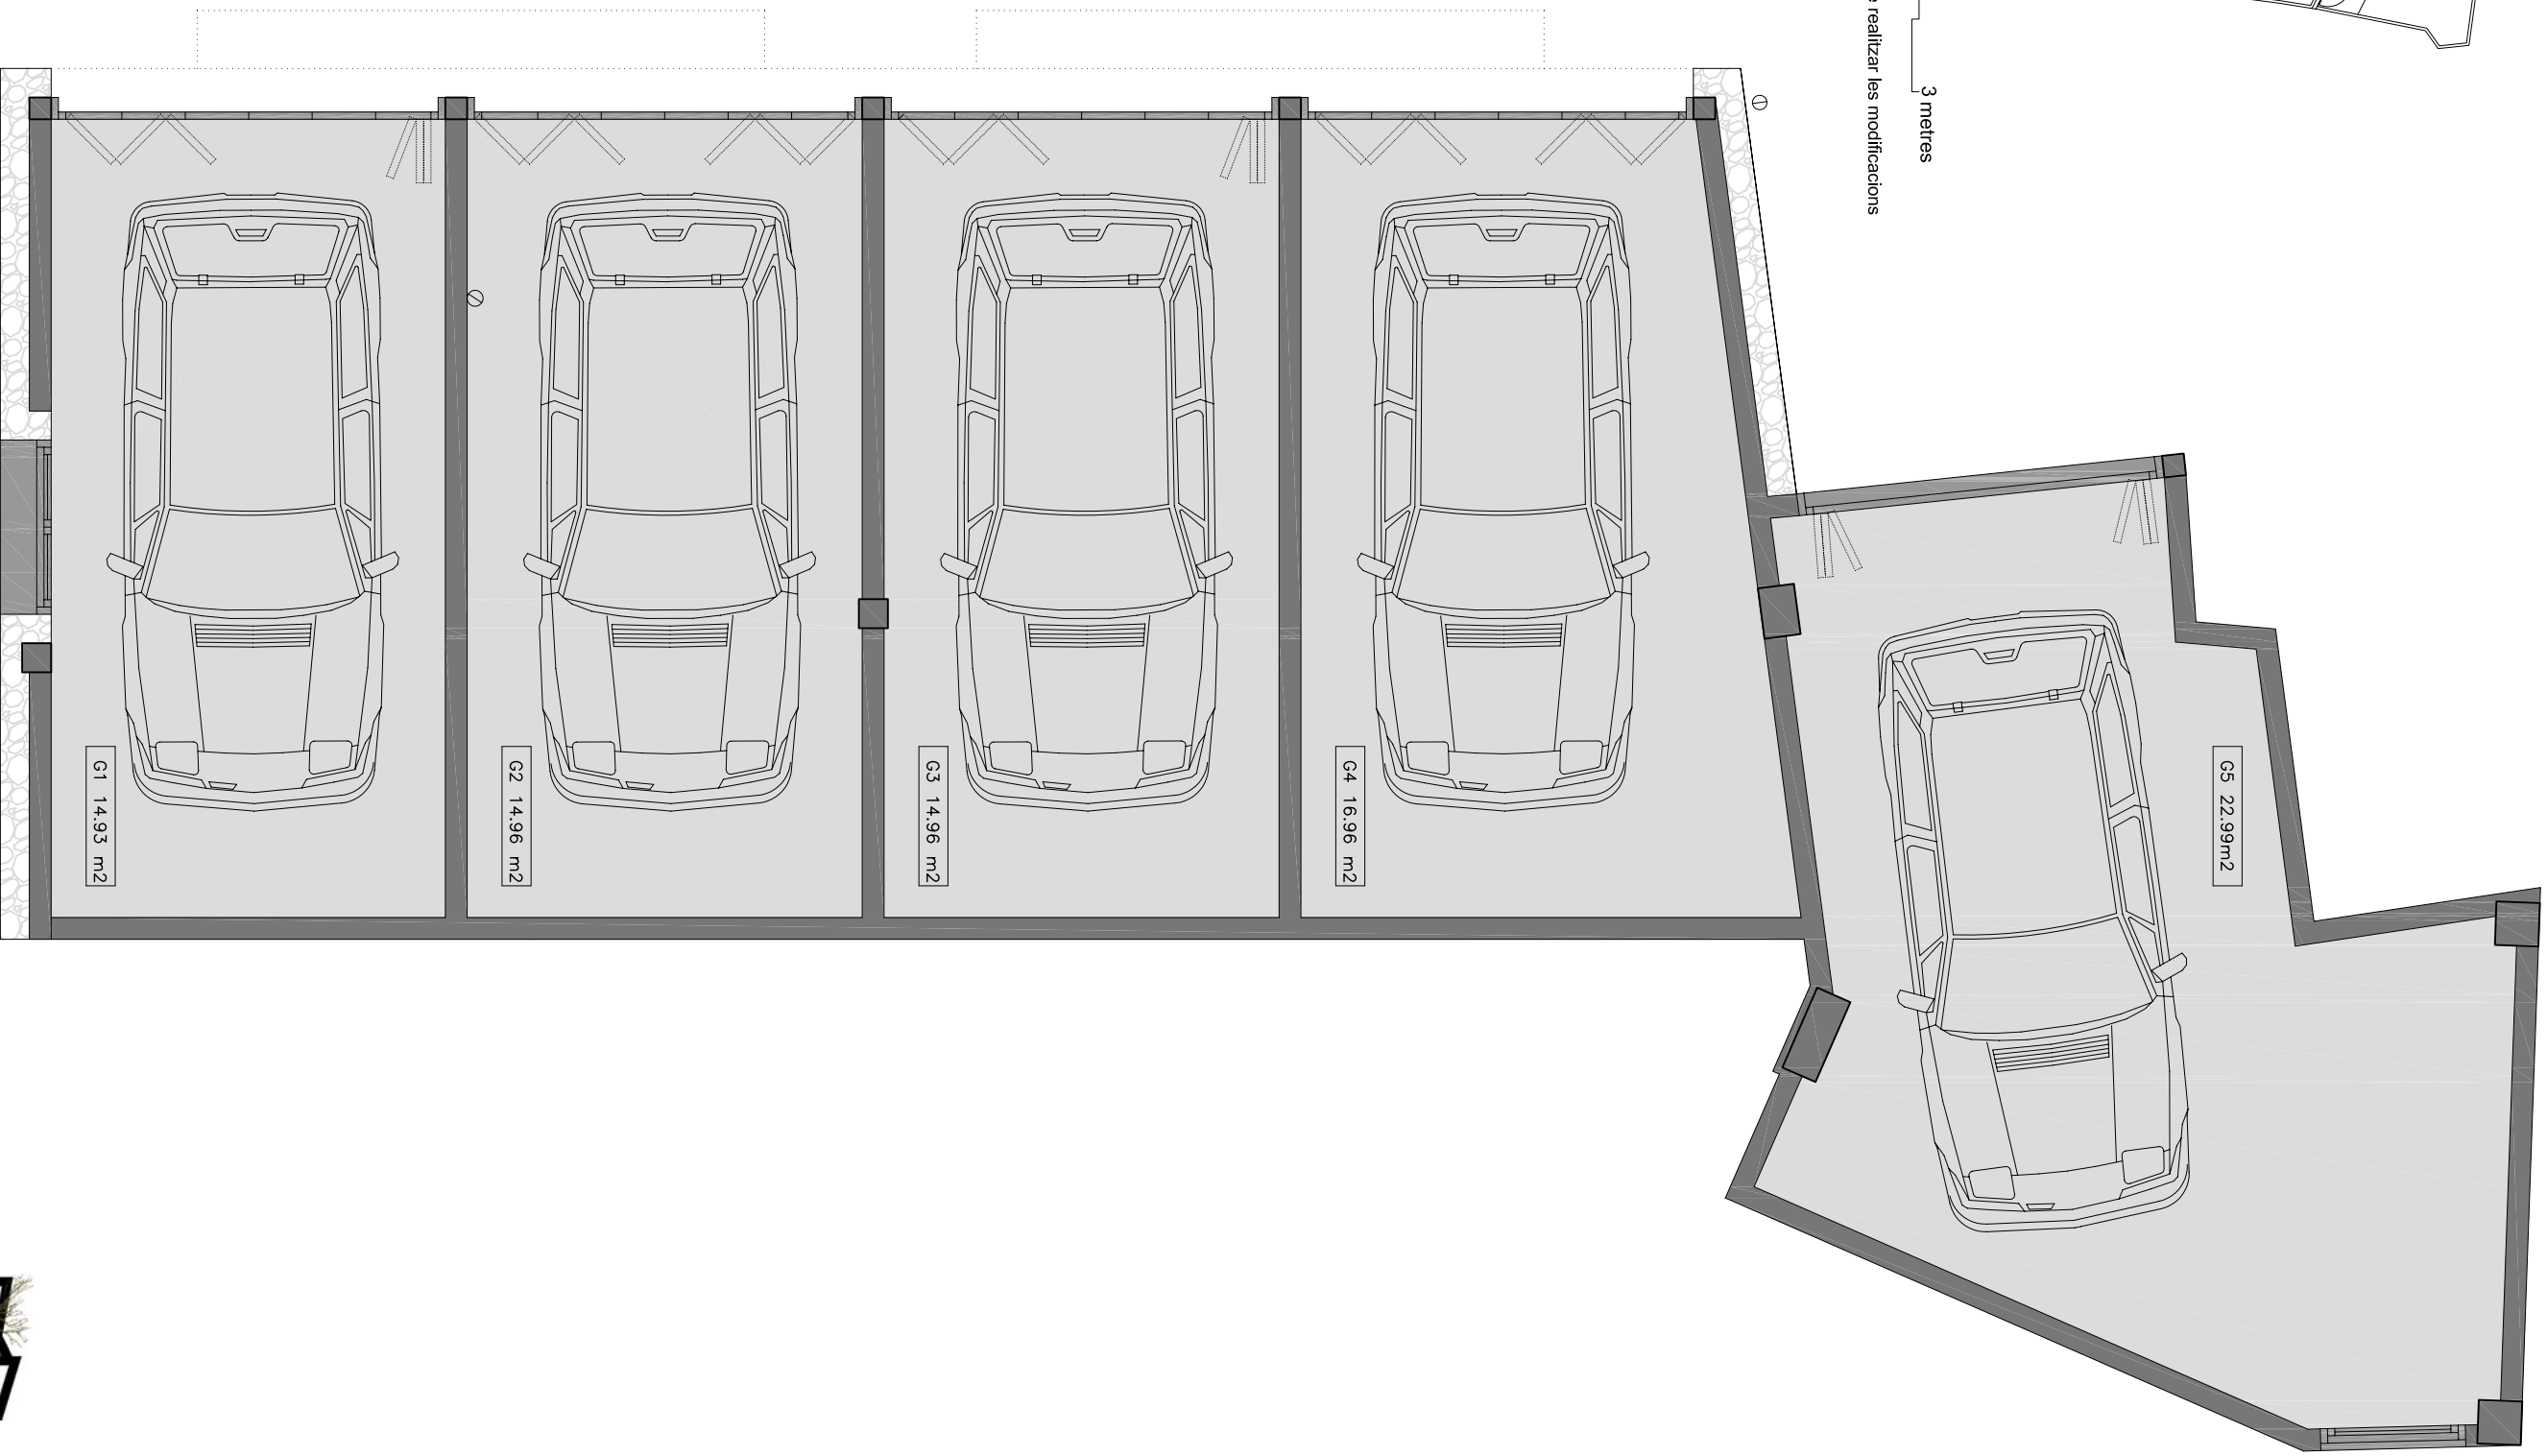 3 metres
realitzar les modificacions
G1 14.93 m2
G2 14.96 m2
G3 14.96 m2
G4 16.96 m2
G5 22.99m2